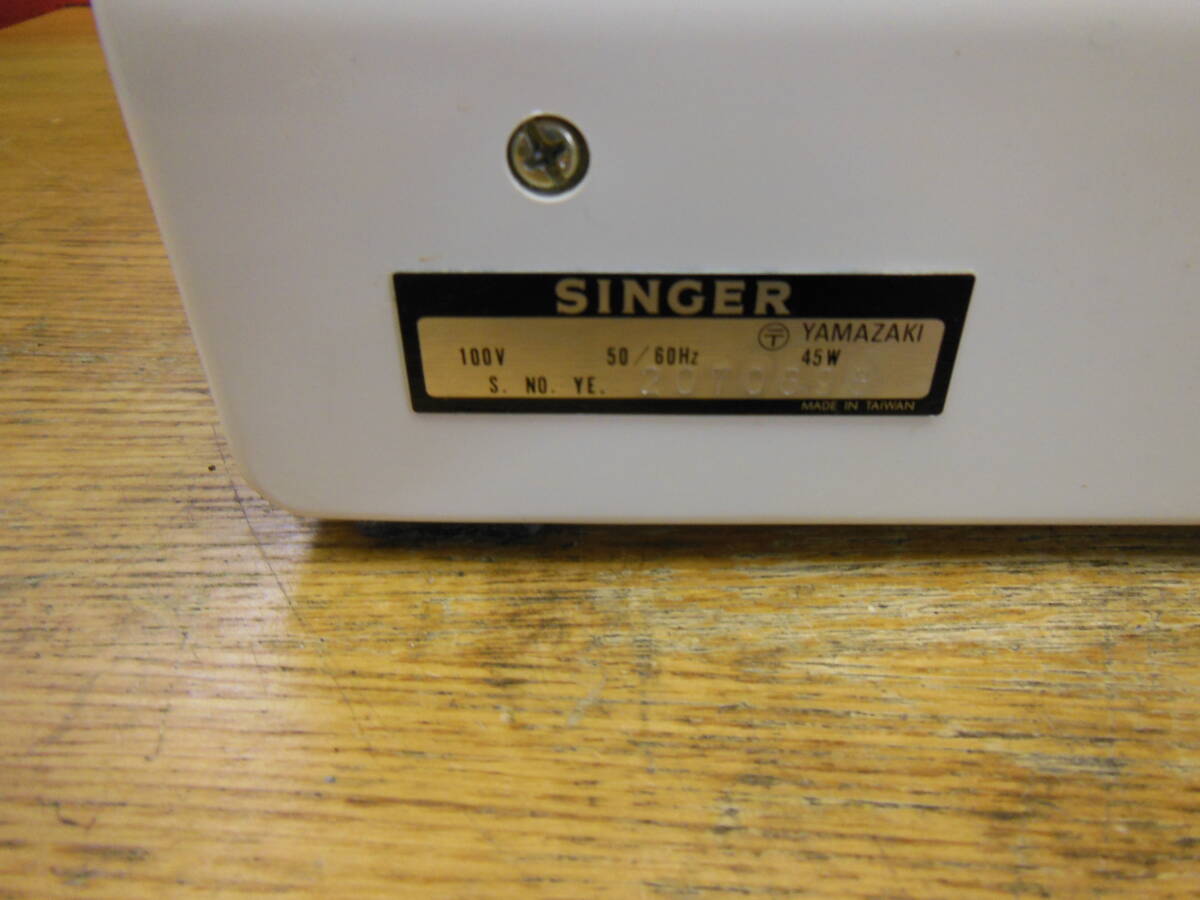 SINGER
〒 YAMAZAKI
100V 50/60Hz 45W
S. NO. YE.
MADE IN TAIWAN